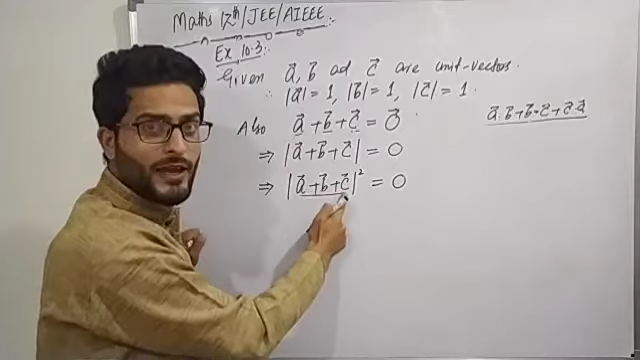 Maths 12th/JEE/AIEEE
Ex 10.3:
Given a⃗, b⃗ ad c⃗ are unit-vectors.
∴ |a⃗| = 1, |b⃗| = 1, |c⃗| = 1.
a⃗.b⃗+b⃗.c⃗+c⃗.a⃗
Also a⃗+b⃗+c⃗ = 0⃗
⇒ |a⃗+b⃗+c⃗| = 0
⇒ |a⃗+b⃗+c⃗|² = 0